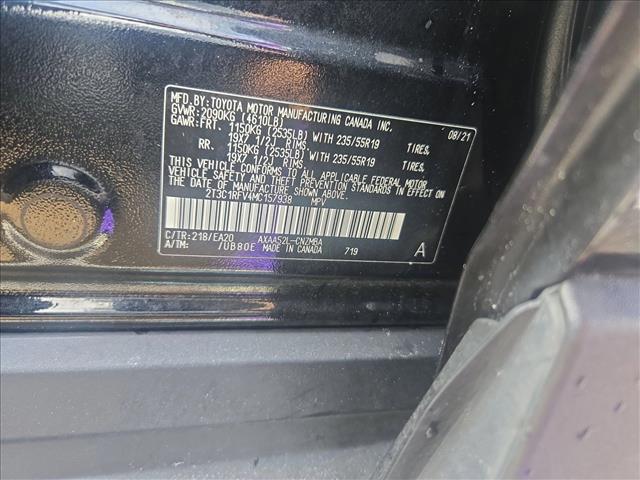 MFD.BY:TOYOTA MOTOR MANUFACTURING CANADA INC.
GVWR:2090KG (4610LB) 08/21
GAWR:FRT. 1150KG (2535LB) WITH 235/55R19 TIRES,
19X7 1/2J RIMS.
RR. 1150KG (2535LB) WITH 235/55R19 TIRES,
19X7 1/2J RIMS.
THIS VEHICLE CONFORMS TO ALL APPLICABLE FEDERAL MOTOR
VEHICLE SAFETY AND THEFT PREVENTION STANDARDS IN EFFECT ON
THE DATE OF MANUFACTURE SHOWN ABOVE.
2T3C1RFV4MC157938 MPV
C/TR:218/EA20 AXAA52L-CNZMBA
A/TM: /UB80E MADE IN CANADA 719 A